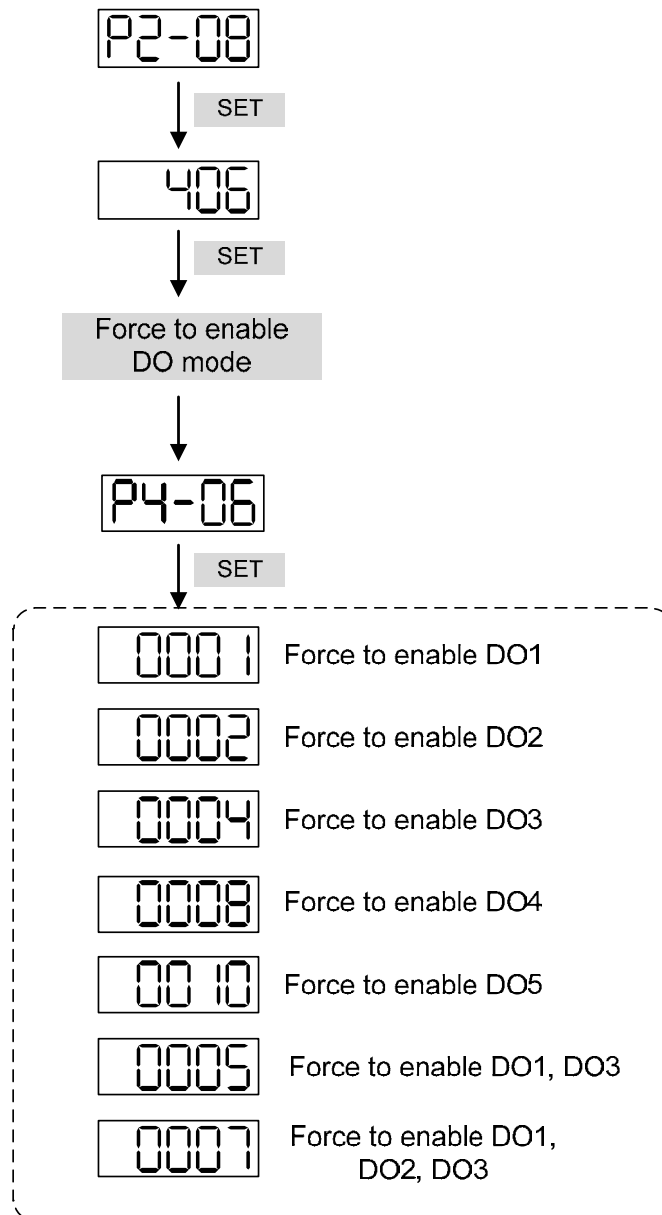 P2-08
SET
406
SET
Force to enable
DO mode
P4-06
SET
0001 Force to enable DO1
0002 Force to enable DO2
0004 Force to enable DO3
0008 Force to enable DO4
0010 Force to enable DO5
0005 Force to enable DO1, DO3
0007 Force to enable DO1,
DO2, DO3